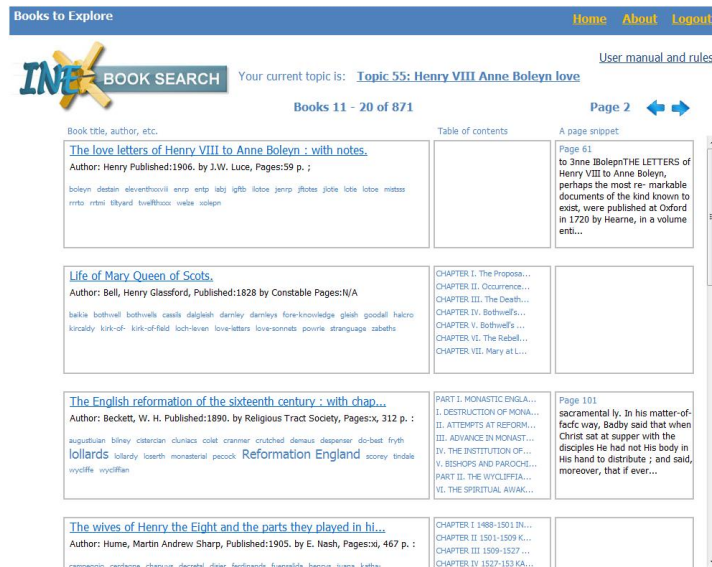 Books to Explore
Home About Logout
User manual and rules
INEX BOOK SEARCH
Your current topic is: Topic 55: Henry VIII Anne Boleyn love
Books 11 - 20 of 871
Page 2
Book title, author, etc.
Table of contents
A page snippet
The love letters of Henry VIII to Anne Boleyn : with notes.
Author: Henry Published:1906. by J.W. Luce, Pages:59 p. ;
boleyn destain eleventhxxviii enrp entp iabj igftb liotoe jenrp jftotes jlotie lotie lotoe mistsss
rrrto rrtmi tiltyard twelfthxxx welze xolepn
Page 61
to 3nne IBolepnTHE LETTERS of
Henry VIII to Anne Boleyn,
perhaps the most re- markable
documents of the kind known to
exist, were published at Oxford
in 1720 by Hearne, in a volume
enti...
Life of Mary Queen of Scots.
Author: Bell, Henry Glassford, Published:1828 by Constable Pages:N/A
baikie bothwell bothwells cassils dalgleish darnley darnleys fore-knowledge gleish goodall halcro
kircaldy kirk-of- kirk-of-field loch-leven love-letters love-sonnets powrie stranguage zabeths
CHAPTER I. The Proposa...
CHAPTER II. Occurrence...
CHAPTER III. The Death...
CHAPTER IV. Bothwell's...
CHAPTER V. Bothwell's ...
CHAPTER VI. The Rebell...
CHAPTER VII. Mary at L...
The English reformation of the sixteenth century : with chap...
Author: Beckett, W. H. Published:1890. by Religious Tract Society, Pages:x, 312 p. :
augustiuian bilney cistercian cluniacs colet cranmer crutched demaus despenser do-best fryth
lollards lollardy loserth monasterial pecock Reformation England scorey tindale
wycliffe wycliffian
PART I. MONASTIC ENGLA...
I. DESTRUCTION OF MONA...
II. ATTEMPTS AT REFORM...
III. ADVANCE IN MONAST...
IV. THE INSTITUTION OF...
V. BISHOPS AND PAROCHI...
PART II. THE WYCLIFFIA...
VI. THE SPIRITUAL AWAK...
Page 101
sacramental ly. In his matter-of-
facfc way, Badby said that when
Christ sat at supper with the
disciples He had not His body in
His hand to distribute ; and said,
moreover, that if ever...
The wives of Henry the Eight and the parts they played in hi...
Author: Hume, Martin Andrew Sharp, Published:1905. by E. Nash, Pages:xi, 467 p. :
CHAPTER I 1488-1501 IN...
CHAPTER II 1501-1509 K...
CHAPTER III 1509-1527 ...
CHAPTER IV 1527-153 KA...